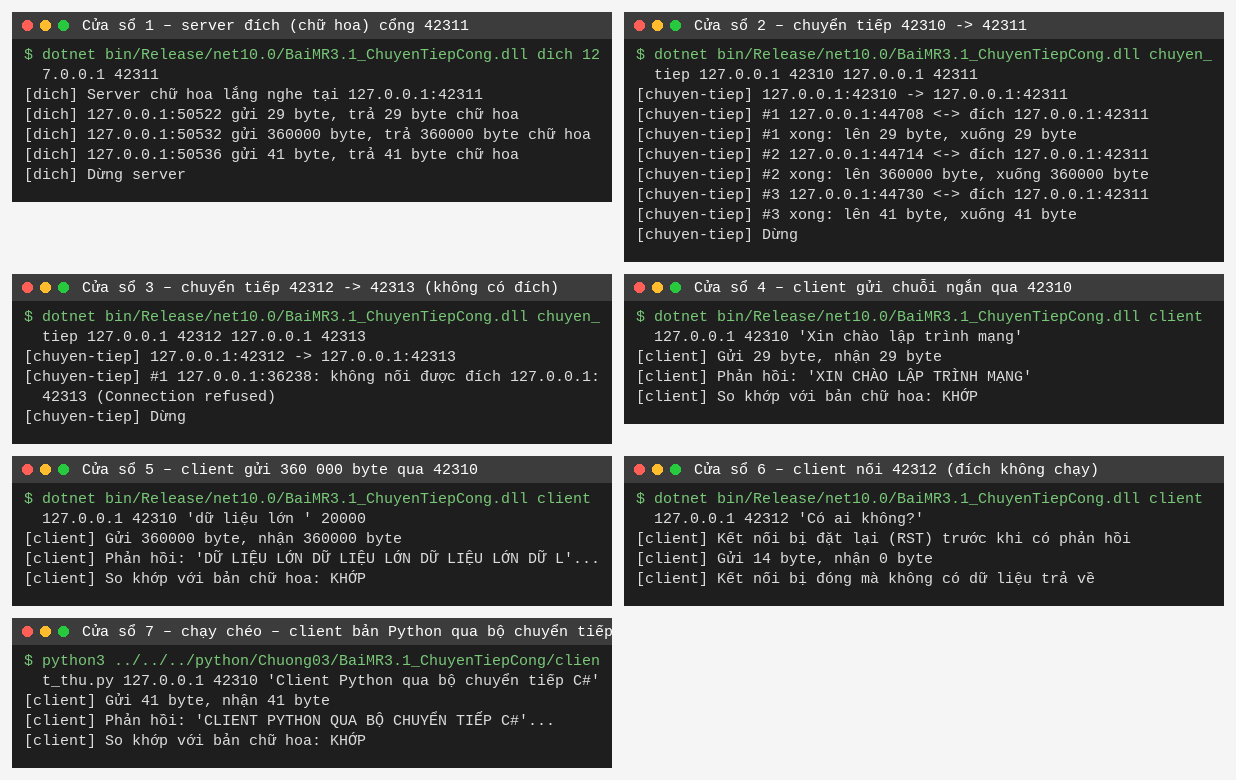 Cửa sổ 1 – server đích (chữ hoa) cổng 42311
$ dotnet bin/Release/net10.0/BaiMR3.1_ChuyenTiepCong.dll dich 12
7.0.0.1 42311
[dich] Server chữ hoa lắng nghe tại 127.0.0.1:42311
[dich] 127.0.0.1:50522 gửi 29 byte, trả 29 byte chữ hoa
[dich] 127.0.0.1:50532 gửi 360000 byte, trả 360000 byte chữ hoa
[dich] 127.0.0.1:50536 gửi 41 byte, trả 41 byte chữ hoa
[dich] Dừng server
Cửa sổ 2 – chuyển tiếp 42310 -> 42311
$ dotnet bin/Release/net10.0/BaiMR3.1_ChuyenTiepCong.dll chuyen_
tiep 127.0.0.1 42310 127.0.0.1 42311
[chuyen-tiep] 127.0.0.1:42310 -> 127.0.0.1:42311
[chuyen-tiep] #1 127.0.0.1:44708 <-> đích 127.0.0.1:42311
[chuyen-tiep] #1 xong: lên 29 byte, xuống 29 byte
[chuyen-tiep] #2 127.0.0.1:44714 <-> đích 127.0.0.1:42311
[chuyen-tiep] #2 xong: lên 360000 byte, xuống 360000 byte
[chuyen-tiep] #3 127.0.0.1:44730 <-> đích 127.0.0.1:42311
[chuyen-tiep] #3 xong: lên 41 byte, xuống 41 byte
[chuyen-tiep] Dừng
Cửa sổ 3 – chuyển tiếp 42312 -> 42313 (không có đích)
$ dotnet bin/Release/net10.0/BaiMR3.1_ChuyenTiepCong.dll chuyen_
tiep 127.0.0.1 42312 127.0.0.1 42313
[chuyen-tiep] 127.0.0.1:42312 -> 127.0.0.1:42313
[chuyen-tiep] #1 127.0.0.1:36238: không nối được đích 127.0.0.1:
42313 (Connection refused)
[chuyen-tiep] Dừng
Cửa sổ 4 – client gửi chuỗi ngắn qua 42310
$ dotnet bin/Release/net10.0/BaiMR3.1_ChuyenTiepCong.dll client
127.0.0.1 42310 'Xin chào lập trình mạng'
[client] Gửi 29 byte, nhận 29 byte
[client] Phản hồi: 'XIN CHÀO LẬP TRÌNH MẠNG'
[client] So khớp với bản chữ hoa: KHỚP
Cửa sổ 5 – client gửi 360 000 byte qua 42310
$ dotnet bin/Release/net10.0/BaiMR3.1_ChuyenTiepCong.dll client
127.0.0.1 42310 'dữ liệu lớn ' 20000
[client] Gửi 360000 byte, nhận 360000 byte
[client] Phản hồi: 'DỮ LIỆU LỚN DỮ LIỆU LỚN DỮ LIỆU LỚN DỮ L'...
[client] So khớp với bản chữ hoa: KHỚP
Cửa sổ 6 – client nối 42312 (đích không chạy)
$ dotnet bin/Release/net10.0/BaiMR3.1_ChuyenTiepCong.dll client
127.0.0.1 42312 'Có ai không?'
[client] Kết nối bị đặt lại (RST) trước khi có phản hồi
[client] Gửi 14 byte, nhận 0 byte
[client] Kết nối bị đóng mà không có dữ liệu trả về
Cửa sổ 7 – chạy chéo – client bản Python qua bộ chuyển tiếp
$ python3 ../../../python/Chuong03/BaiMR3.1_ChuyenTiepCong/clien
t_thu.py 127.0.0.1 42310 'Client Python qua bộ chuyển tiếp C#'
[client] Gửi 41 byte, nhận 41 byte
[client] Phản hồi: 'CLIENT PYTHON QUA BỘ CHUYỂN TIẾP C#'...
[client] So khớp với bản chữ hoa: KHỚP